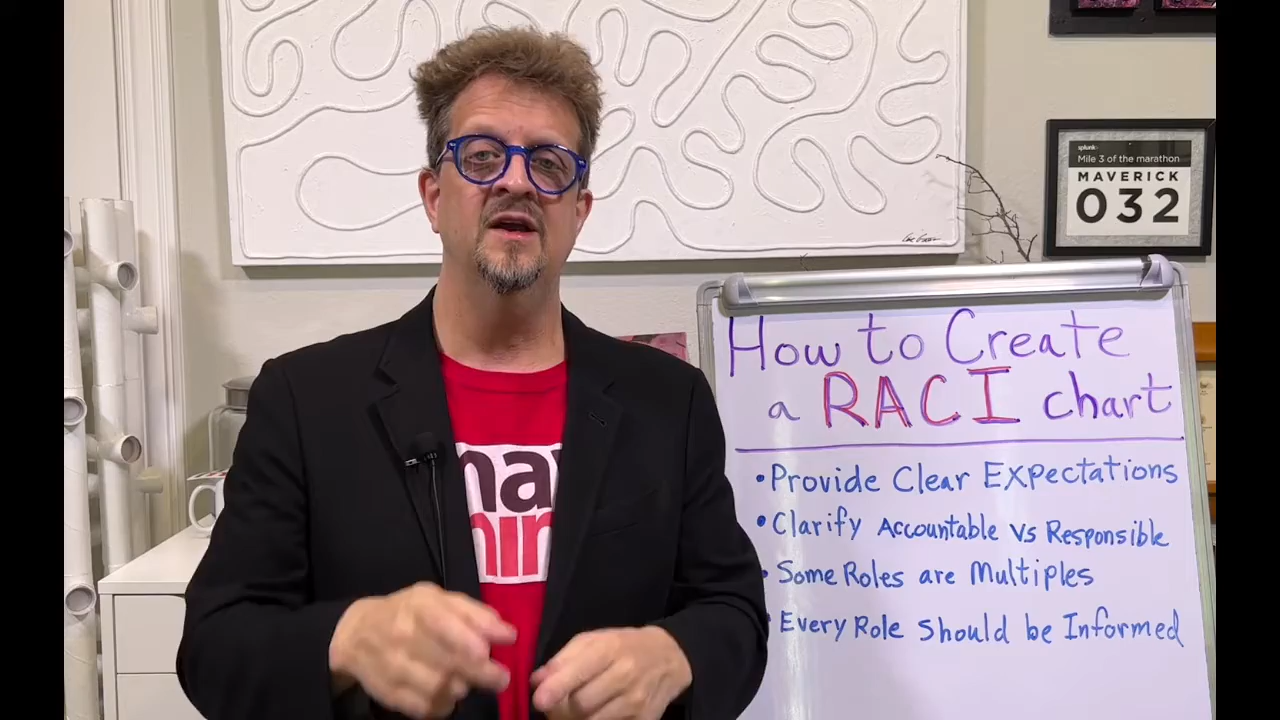 splunk>
Mile 3 of the marathon
MAVERICK
032
How to Create
a RACI chart
• Provide Clear Expectations
• Clarify Accountable vs Responsible
• Some Roles are Multiples
• Every Role Should be Informed